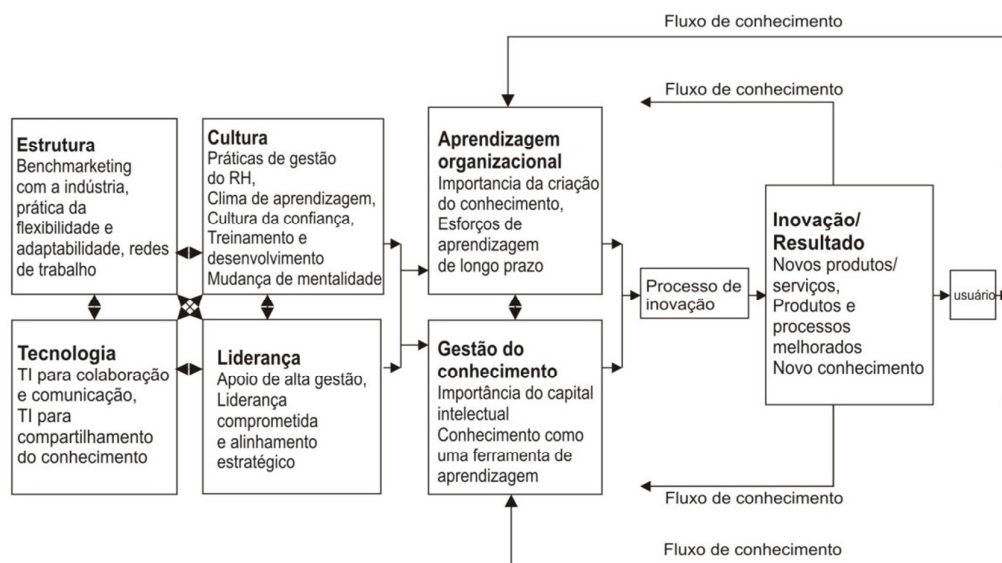 Fluxo de conhecimento
Fluxo de conhecimento
Estrutura
Benchmarketing
com a indústria,
prática da
flexibilidade e
adaptabilidade, redes
de trabalho
Cultura
Práticas de gestão
do RH,
Clima de aprendizagem,
Cultura da confiança,
Treinamento e
desenvolvimento
Mudança de mentalidade
Tecnologia
TI para colaboração
e comunicação,
TI para
compartilhamento
do conhecimento
Liderança
Apoio de alta gestão,
Liderança
comprometida
e alinhamento
estratégico
Aprendizagem
organizacional
Importancia da criação
do conhecimento,
Esforços de
aprendizagem
de longo prazo
Gestão do
conhecimento
Importância do capital
intelectual
Conhecimento como
uma ferramenta de
aprendizagem
Processo de
inovação
Inovação/
Resultado
Novos produtos/
serviços,
Produtos e
processos
melhorados
Novo conhecimento
usuário
Fluxo de conhecimento
Fluxo de conhecimento